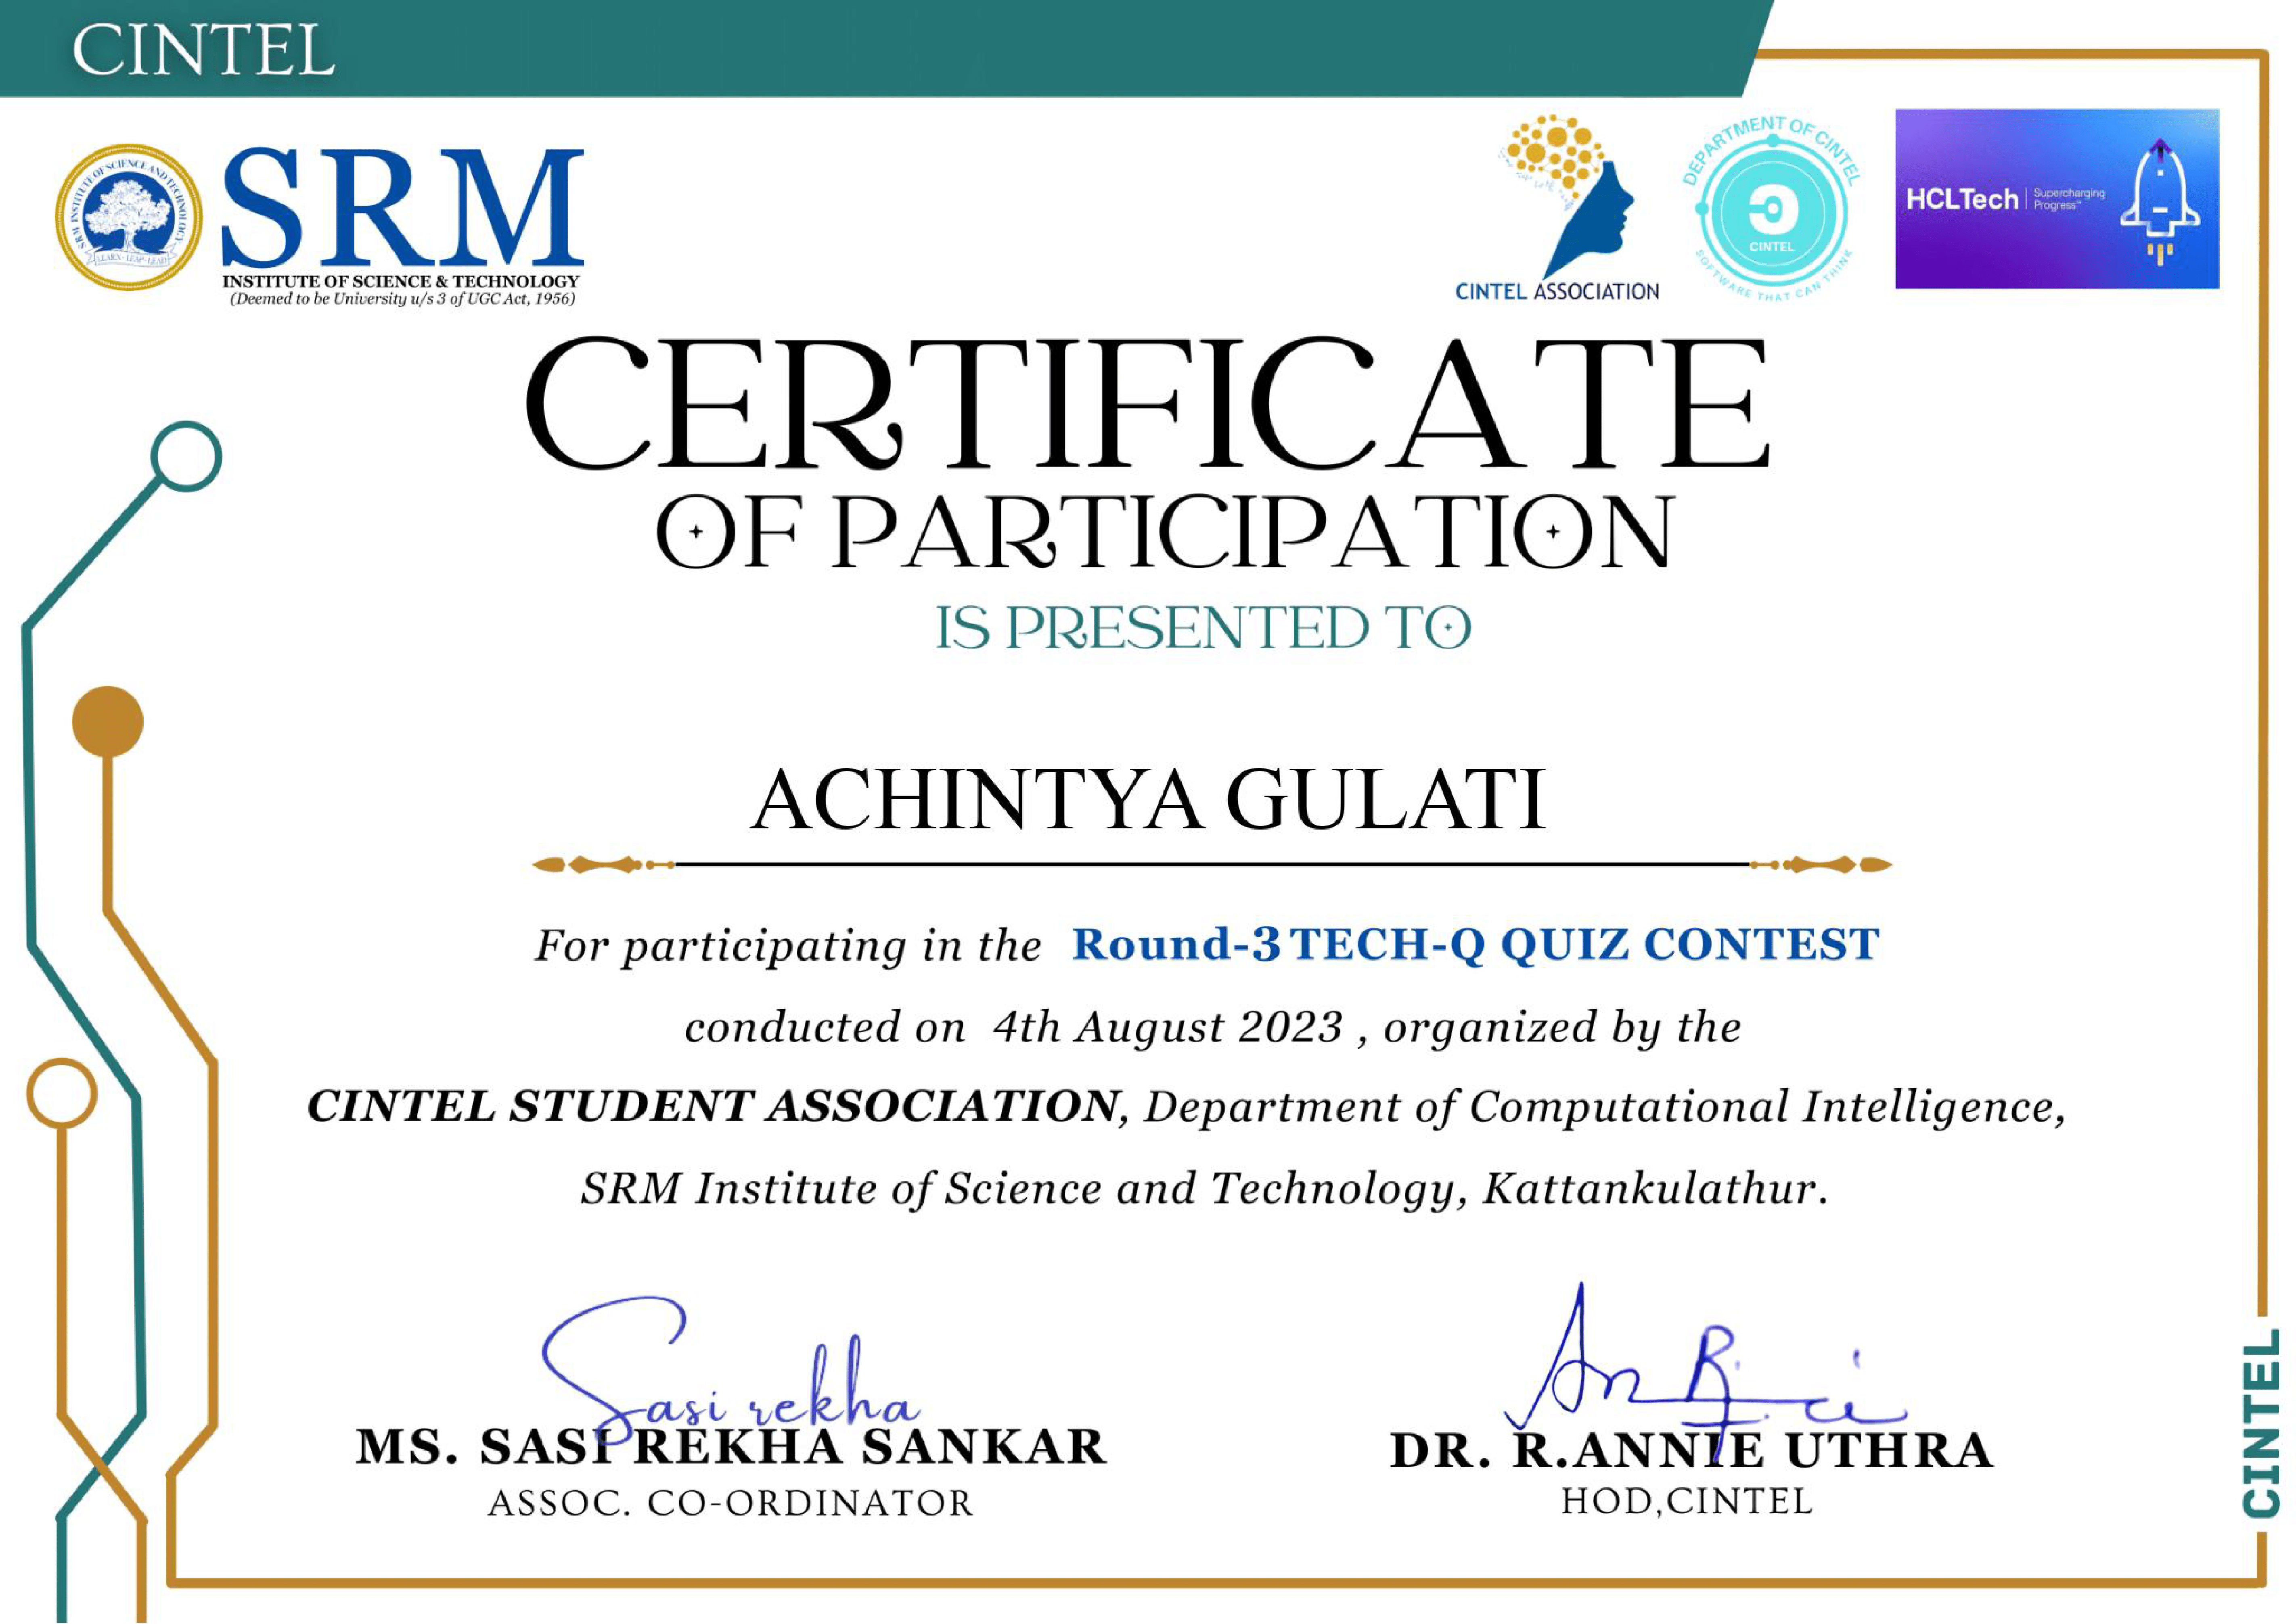 CINTEL
SRM INSTITUTE OF SCIENCE AND TECHNOLOGY
LEARN - LEAP - LEAD
SRM
INSTITUTE OF SCIENCE & TECHNOLOGY
(Deemed to be University u/s 3 of UGC Act, 1956)
CINTEL ASSOCIATION
DEPARTMENT OF CINTEL
CINTEL
SOFTWARE THAT CAN THINK
HCLTech | Supercharging
Progress™
CERTIFICATE
OF PARTICIPATION
IS PRESENTED TO
ACHINTYA GULATI
For participating in the Round-3 TECH-Q QUIZ CONTEST
conducted on 4th August 2023 , organized by the
CINTEL STUDENT ASSOCIATION, Department of Computational Intelligence,
SRM Institute of Science and Technology, Kattankulathur.
Sasi rekha
MS. SASI REKHA SANKAR
ASSOC. CO-ORDINATOR
DR. R.ANNIE UTHRA
HOD,CINTEL
CINTEL